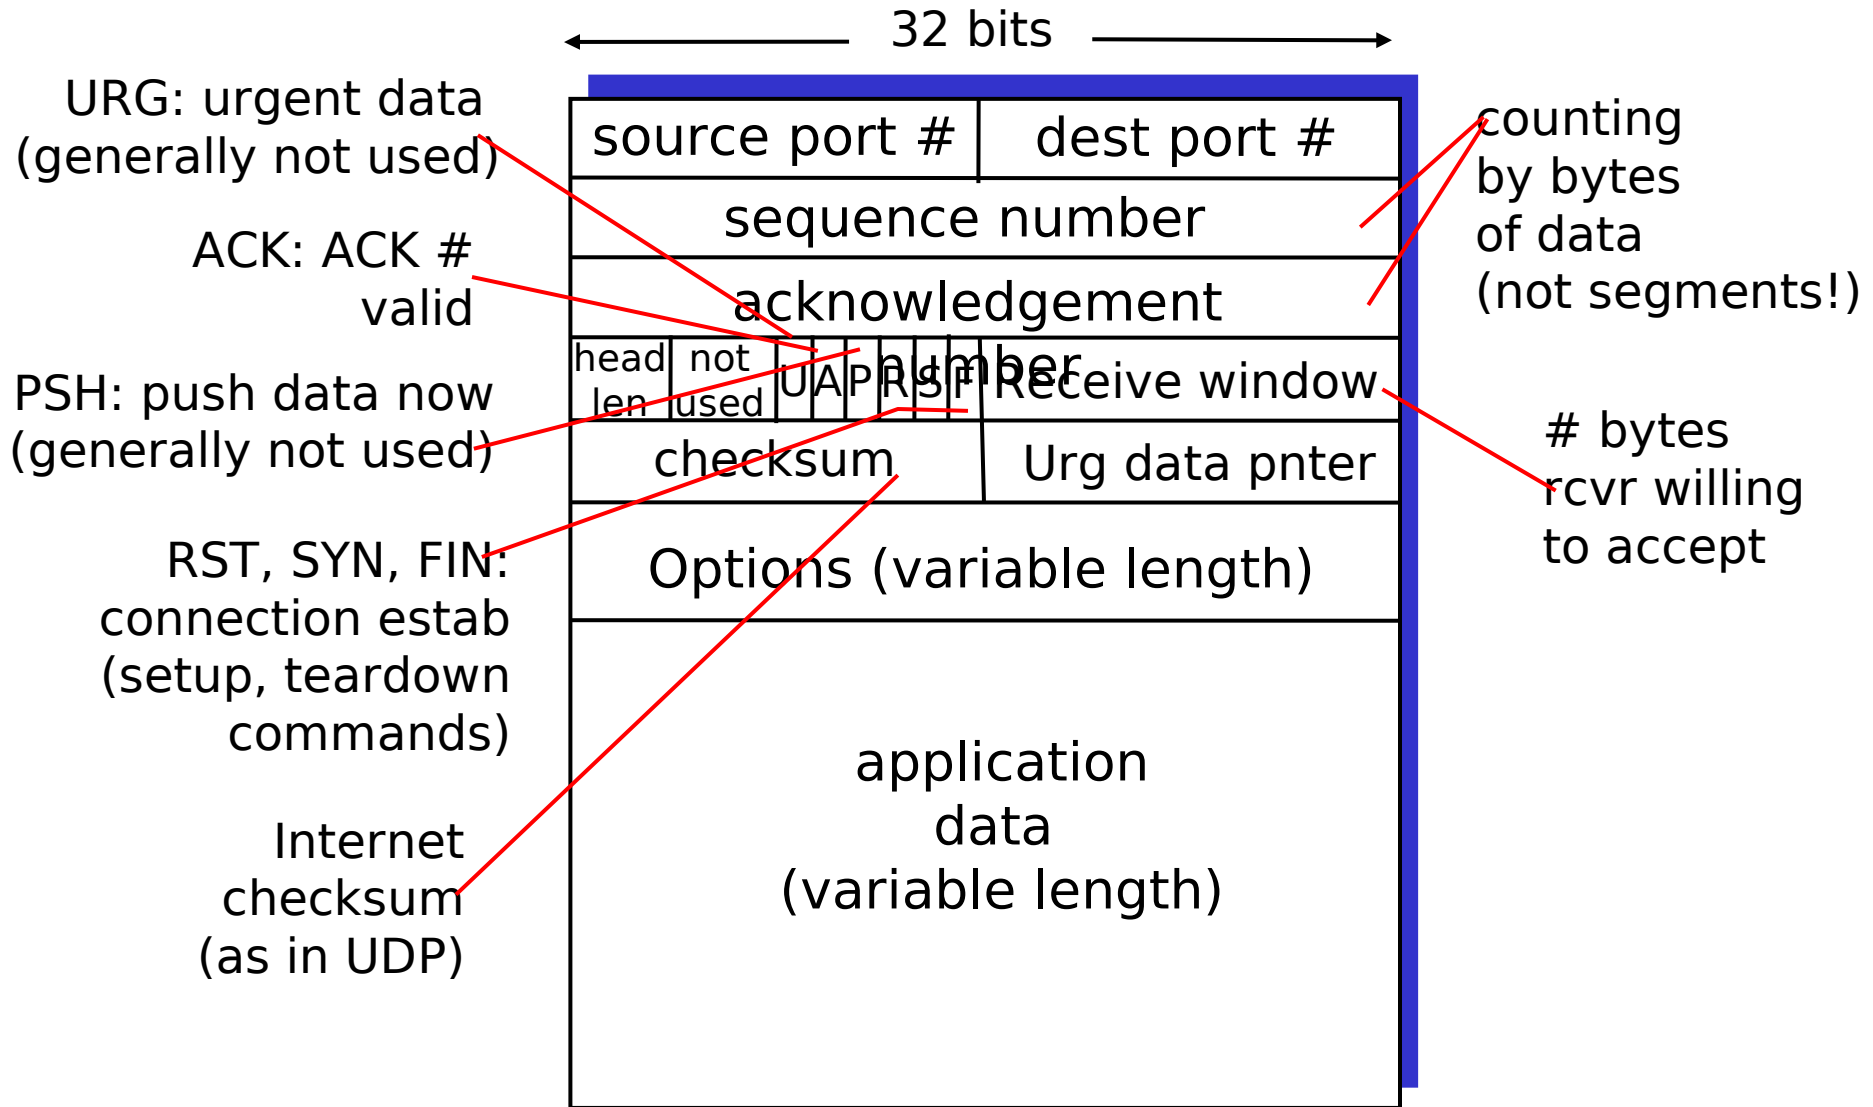 32 bits
URG: urgent data
(generally not used)
ACK: ACK #
valid
PSH: push data now
(generally not used)
RST, SYN, FIN:
connection estab
(setup, teardown
commands)
Internet
checksum
(as in UDP)
source port #
dest port #
sequence number
acknowledgement
number
head
len
not
used
U
A
P
R
S
F
Receive window
checksum
Urg data pnter
Options (variable length)
application
data
(variable length)
counting
by bytes
of data
(not segments!)
# bytes
rcvr willing
to accept